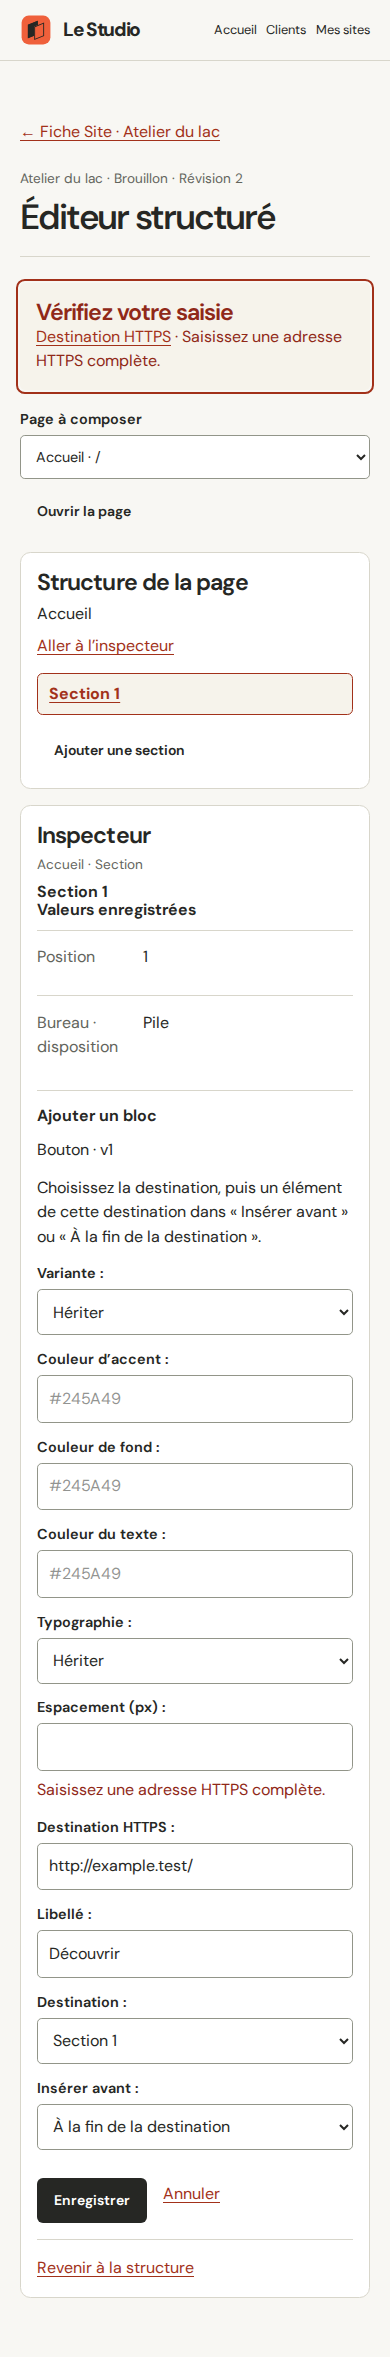 Le Studio
Accueil Clients Mes sites
← Fiche Site · Atelier du lac
Atelier du lac · Brouillon · Révision 2
Éditeur structuré
Vérifiez votre saisie
Destination HTTPS · Saisissez une adresse
HTTPS complète.
Page à composer
Accueil · /
Ouvrir la page
Structure de la page
Accueil
Aller à l’inspecteur
Section 1
Ajouter une section
Inspecteur
Accueil · Section
Section 1
Valeurs enregistrées
Position 1
Bureau · Pile
disposition
Ajouter un bloc
Bouton · v1
Choisissez la destination, puis un élément
de cette destination dans « Insérer avant »
ou « À la fin de la destination ».
Variante :
Hériter
Couleur d’accent :
#245A49
Couleur de fond :
#245A49
Couleur du texte :
#245A49
Typographie :
Hériter
Espacement (px) :
Saisissez une adresse HTTPS complète.
Destination HTTPS :
http://example.test/
Libellé :
Découvrir
Destination :
Section 1
Insérer avant :
À la fin de la destination
Enregistrer Annuler
Revenir à la structure